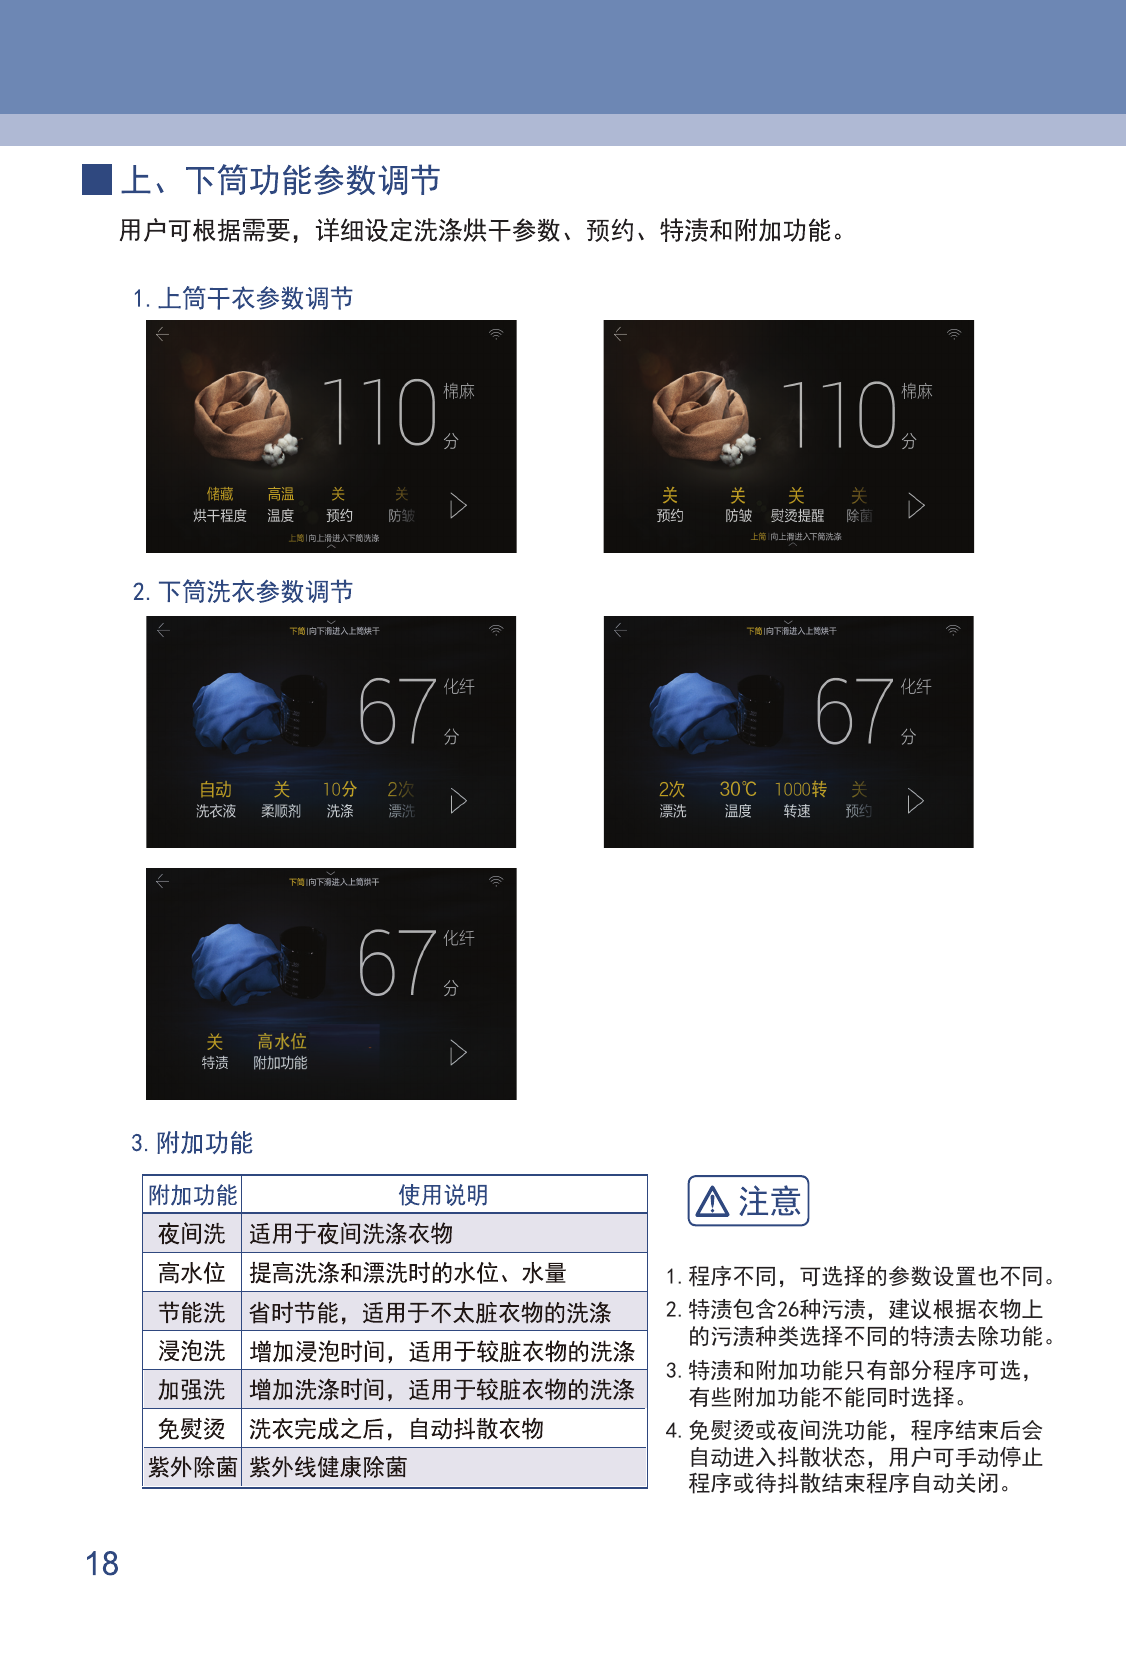 上、下筒功能参数调节
用户可根据需要，详细设定洗涤烘干参数、预约、特渍和附加功能。
1. 上筒干衣参数调节
110 棉麻
分
储藏 高温 关 关
烘干程度 温度 预约 防皱
上筒|向上滑进入下筒洗涤
110 棉麻
分
关 关 关 关
预约 防皱 熨烫提醒 除菌
上筒|向上滑进入下筒洗涤
2. 下筒洗衣参数调节
下筒|向下滑进入上筒烘干
67 化纤
分
自动 关 10分 2次
洗衣液 柔顺剂 洗涤 漂洗
下筒|向下滑进入上筒烘干
67 化纤
分
2次 30℃ 1000转 关
漂洗 温度 转速 预约
下筒|向下滑进入上筒烘干
67 化纤
分
关 高水位
特渍 附加功能
3. 附加功能
附加功能 使用说明
夜间洗 适用于夜间洗涤衣物
高水位 提高洗涤和漂洗时的水位、水量
节能洗 省时节能，适用于不太脏衣物的洗涤
浸泡洗 增加浸泡时间，适用于较脏衣物的洗涤
加强洗 增加洗涤时间，适用于较脏衣物的洗涤
免熨烫 洗衣完成之后，自动抖散衣物
紫外除菌 紫外线健康除菌
注意
1. 程序不同，可选择的参数设置也不同。
2. 特渍包含26种污渍，建议根据衣物上
的污渍种类选择不同的特渍去除功能。
3. 特渍和附加功能只有部分程序可选，
有些附加功能不能同时选择。
4. 免熨烫或夜间洗功能，程序结束后会
自动进入抖散状态，用户可手动停止
程序或待抖散结束程序自动关闭。
18